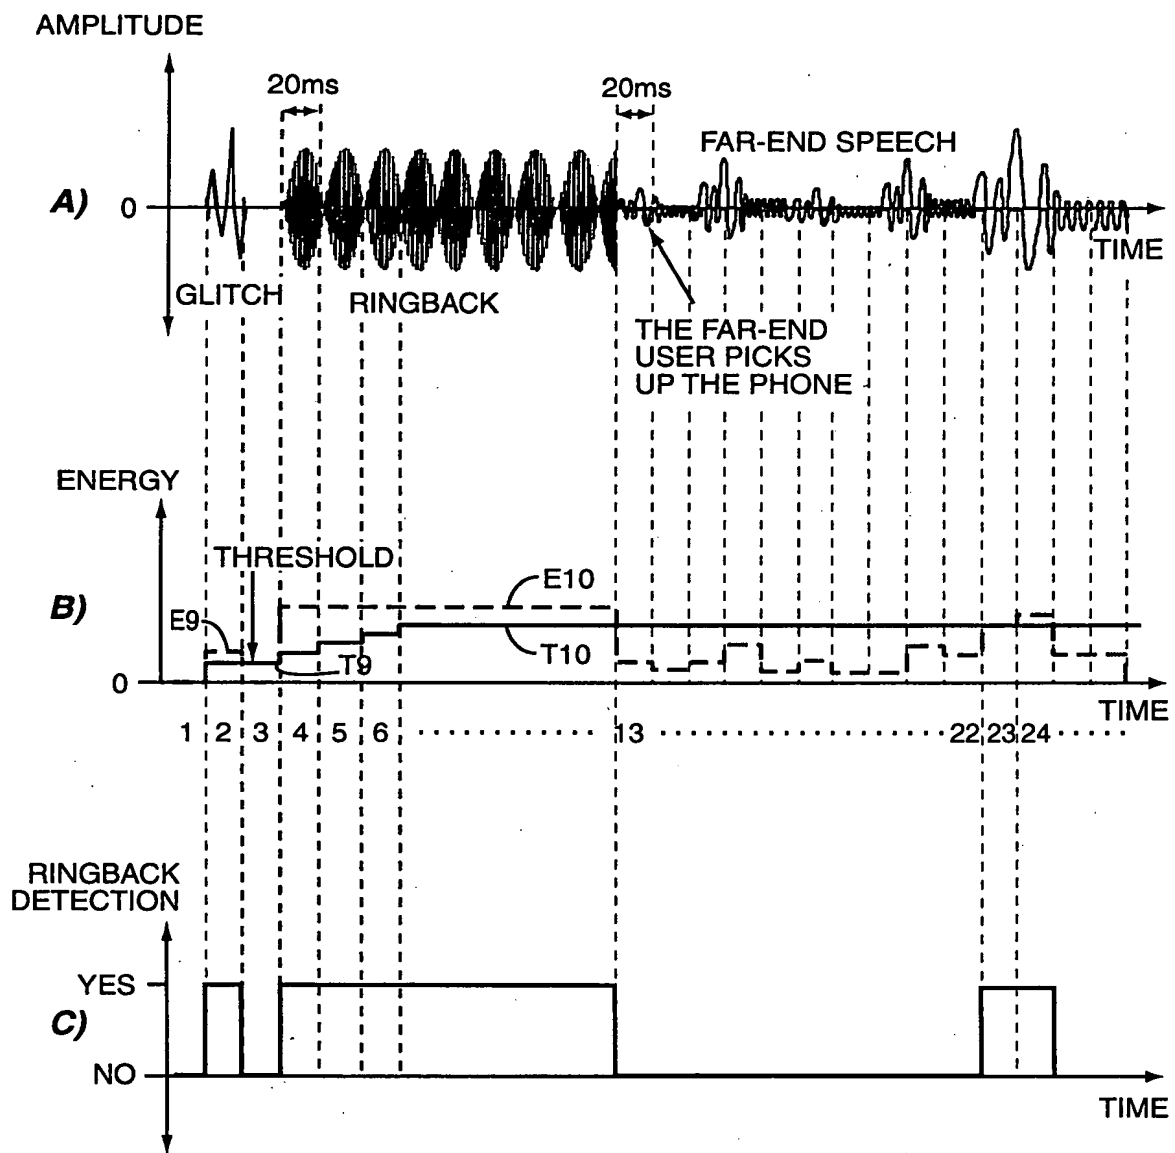 AMPLITUDE
20ms
20ms
FAR-END SPEECH
A)
0
TIME
GLITCH
RINGBACK
THE FAR-END
USER PICKS
UP THE PHONE
ENERGY
THRESHOLD
E10
B)
E9
T9
T10
0
TIME
1 2 3 4 5 6 . . . . . . . . . . 13 . . . . . . . . . . . . . . . . 22 23 24 . . . . .
RINGBACK
DETECTION
YES
C)
NO
TIME